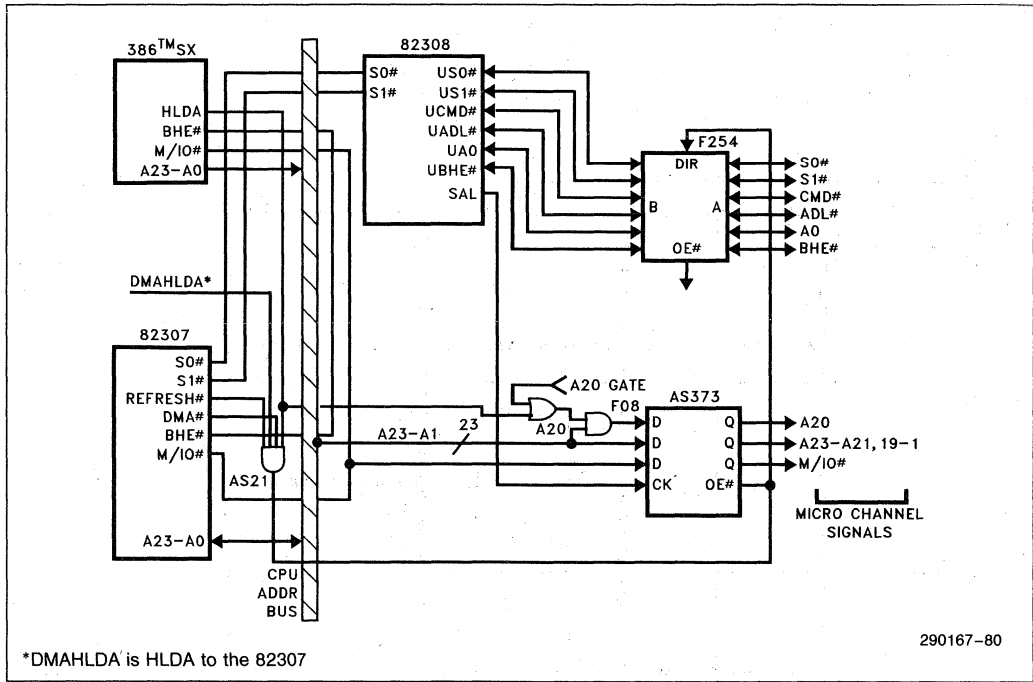 386™SX
HLDA
BHE#
M/IO#
A23-A0
82308
S0#
S1#
US0#
US1#
UCMD#
UADL#
UA0
UBHE#
SAL
F254
DIR
B
A
OE#
S0#
S1#
CMD#
ADL#
A0
BHE#
DMAHLDA*
82307
S0#
S1#
REFRESH#
DMA#
BHE#
M/IO#
A23-A0
AS21
A23-A1
23
A20 GATE
A20
F08
AS373
D Q
D Q
D Q
CK OE#
A20
A23-A21, 19-1
M/IO#
MICRO CHANNEL
SIGNALS
CPU
ADDR
BUS
290167-80
*DMAHLDA is HLDA to the 82307